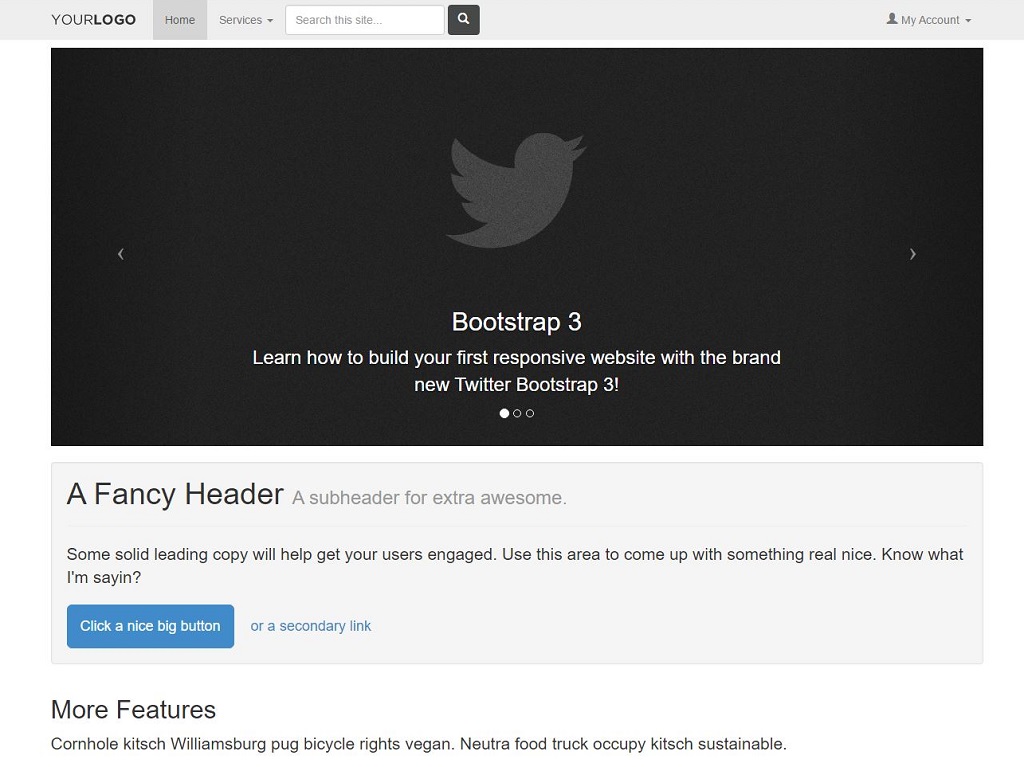 YOURLOGO Home Services Search this site... My Account
Bootstrap 3
Learn how to build your first responsive website with the brand
new Twitter Bootstrap 3!
A Fancy Header A subheader for extra awesome.
Some solid leading copy will help get your users engaged. Use this area to come up with something real nice. Know what
I'm sayin?
Click a nice big button or a secondary link
More Features
Cornhole kitsch Williamsburg pug bicycle rights vegan. Neutra food truck occupy kitsch sustainable.